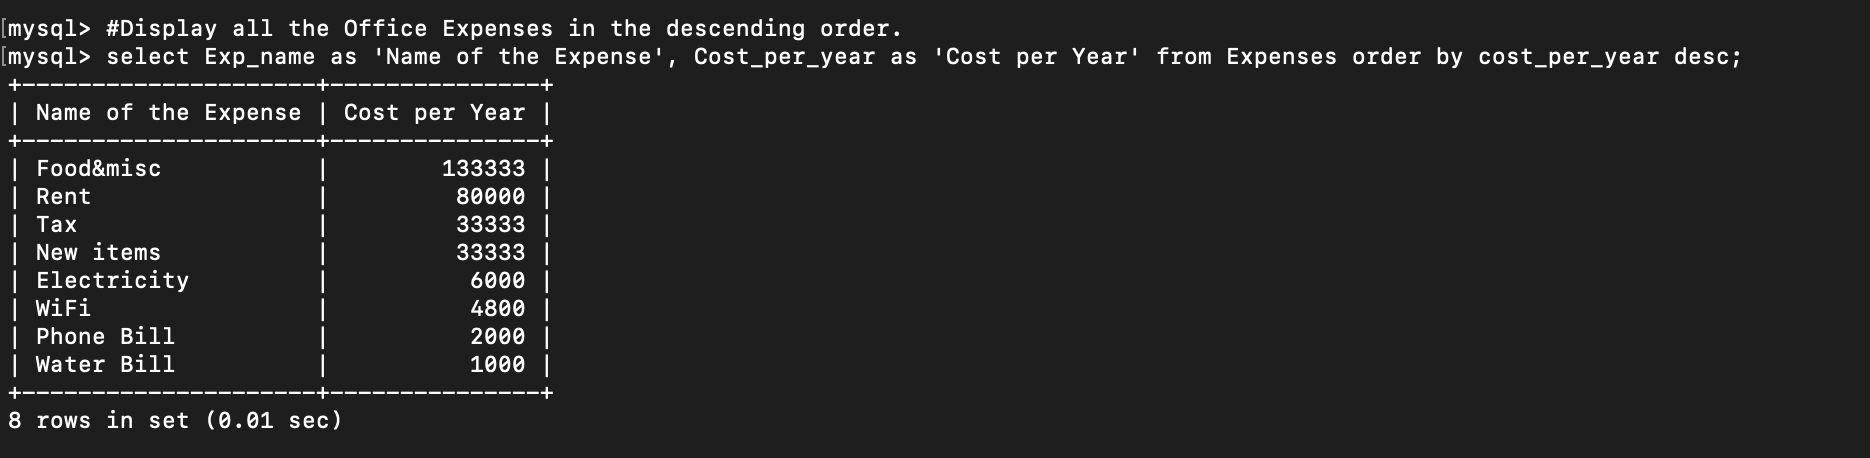 [mysql> #Display all the Office Expenses in the descending order.
[mysql> select Exp_name as 'Name of the Expense', Cost_per_year as 'Cost per Year' from Expenses order by cost_per_year desc;
+---------------------+---------------+
| Name of the Expense | Cost per Year |
+---------------------+---------------+
| Food&misc           |        133333 |
| Rent                |         80000 |
| Tax                 |         33333 |
| New items           |         33333 |
| Electricity         |          6000 |
| WiFi                |          4800 |
| Phone Bill          |          2000 |
| Water Bill          |          1000 |
+---------------------+---------------+
8 rows in set (0.01 sec)